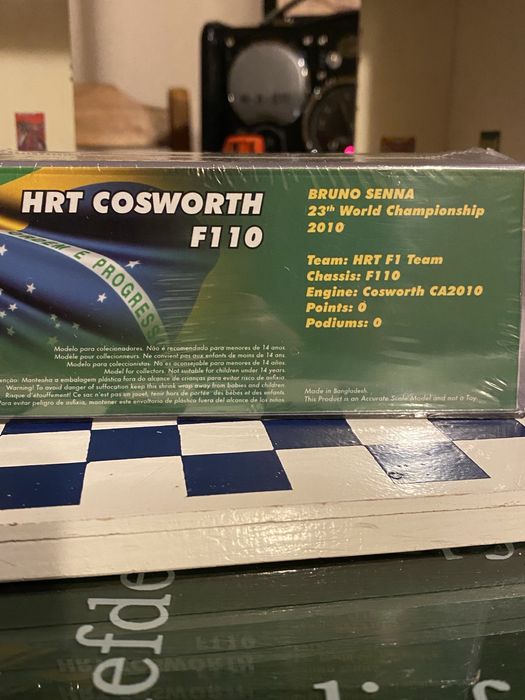 HRT COSWORTH
F110
BRUNO SENNA
23th World Championship
2010
Team: HRT F1 Team
Chassis: F110
Engine: Cosworth CA2010
Points: 0
Podiums: 0
E PROGRESS
Modelo para colecionadores. Não é recomendado para menores de 14 anos
Modèle pour collectionneurs. Ne convient pas aux enfants de moins de 14 ans
Modelo para coleccionistas. No es aconsejable para menores de 14 años.
Model for collectors. Not suitable for children under 14 years
enção: Mantenha a embalagem plástica fora do alcance de crianças para evitar risco de asfixia
Warning! To avoid danger of suffocation keep this shrink wrap away from babies and children
Risque d'étouffement! Ce sac n'est pas un jouet, tenir hors de portée des bébés et des enfants
Para evitar peligro de asfixia, mantener este envoltorio de plástico fuera del alcance de los niños
Made in Bangladesh.
This Product is an Accurate Scale Model and not a Toy.
efde
HRT COSWORTH